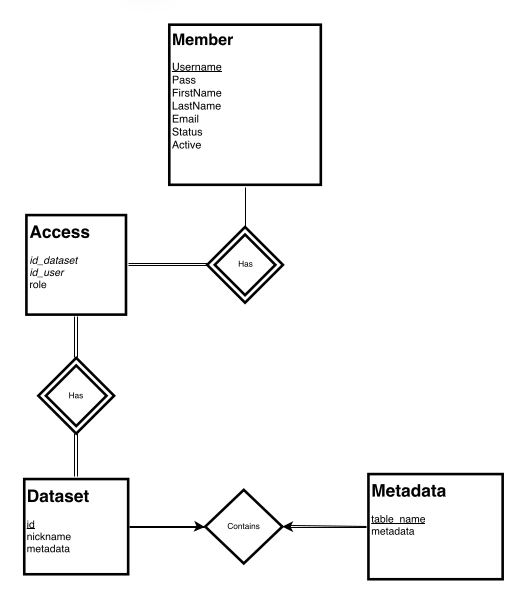 Member
Username
Pass
FirstName
LastName
Email
Status
Active
Access
id_dataset
id_user
role
Has
Has
Dataset
id
nickname
metadata
Contains
Metadata
table_name
metadata